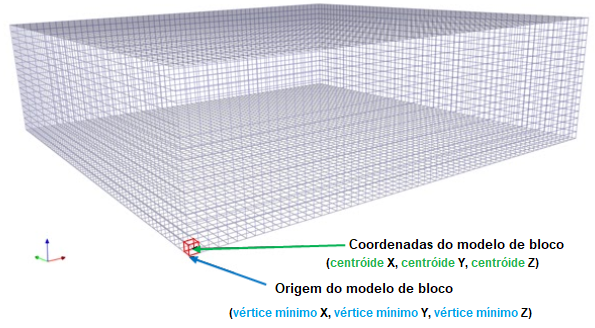 Coordenadas do modelo de bloco
(centróide X, centróide Y, centróide Z)
Origem do modelo de bloco
(vértice mínimo X, vértice mínimo Y, vértice mínimo Z)